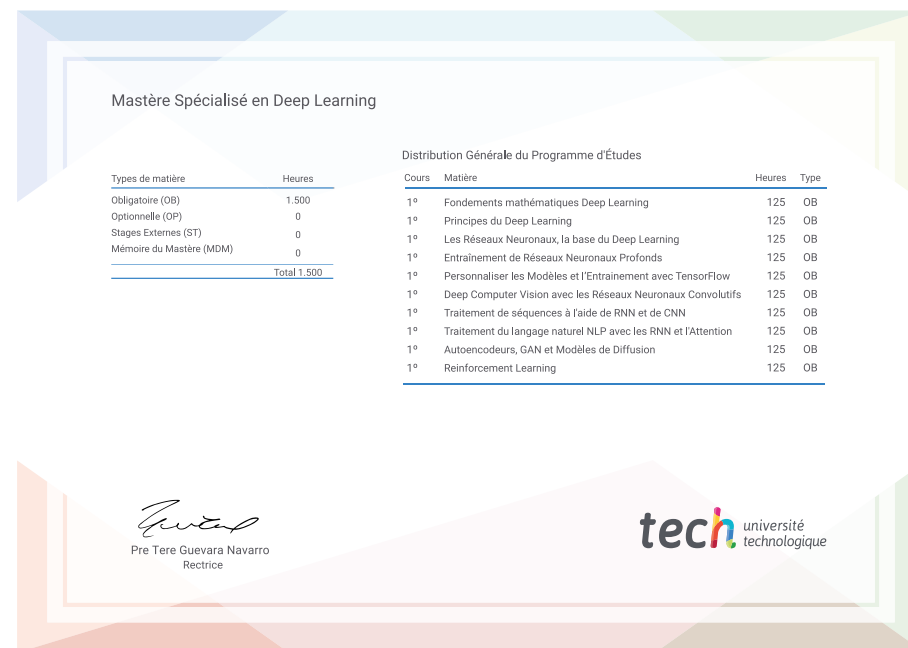 Mastère Spécialisé en Deep Learning
Types de matière Heures
Obligatoire (OB) 1.500
Optionnelle (OP) 0
Stages Externes (ST) 0
Mémoire du Mastère (MDM) 0
Total 1.500
Distribution Générale du Programme d'Études
Cours Matière Heures Type
1º Fondements mathématiques Deep Learning 125 OB
1º Principes du Deep Learning 125 OB
1º Les Réseaux Neuronaux, la base du Deep Learning 125 OB
1º Entraînement de Réseaux Neuronaux Profonds 125 OB
1º Personnaliser les Modèles et l'Entrainement avec TensorFlow 125 OB
1º Deep Computer Vision avec les Réseaux Neuronaux Convolutifs 125 OB
1º Traitement de séquences à l'aide de RNN et de CNN 125 OB
1º Traitement du langage naturel NLP avec les RNN et l'Attention 125 OB
1º Autoencodeurs, GAN et Modèles de Diffusion 125 OB
1º Reinforcement Learning 125 OB
Pre Tere Guevara Navarro
Rectrice
tech université
technologique